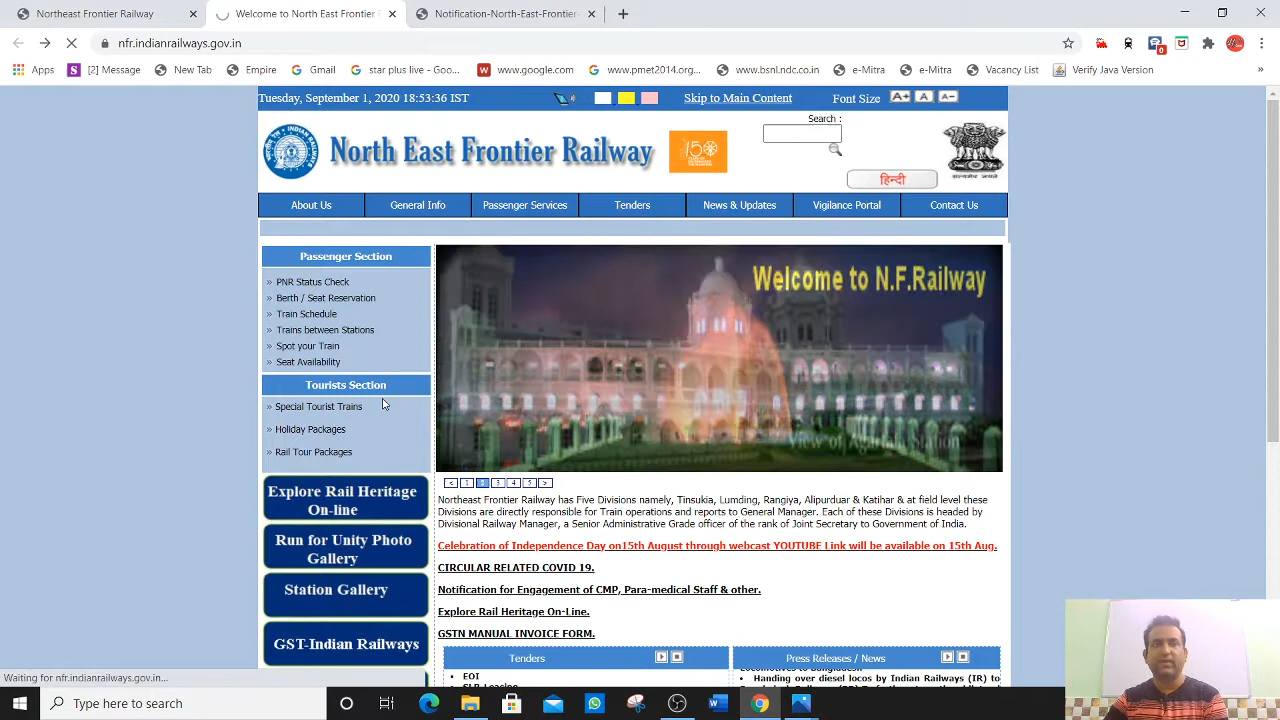 Northeast Frontier Railway
Welcome to North East Frontier
Notification-North-East-Frontier-
nfr.indianrailways.gov.in
Apps
[2] Message
New Tab
Empire
Gmail
star plus live - Goo...
www.google.com
www.pmet2014.org...
www.bsnl.ndc.co.in
e-Mitra
e-Mitra
Vacancy List
Verify Java Version
»
Tuesday, September 1, 2020 18:53:36 IST
Skip to Main Content
Font Size
A+ A A-
North East Frontier Railway
Search :
सत्यमेव जयते
हिन्दी
About Us
General Info
Passenger Services
Tenders
News & Updates
Vigilance Portal
Contact Us
Passenger Section
» PNR Status Check
» Berth / Seat Reservation
» Train Schedule
» Trains between Stations
» Spot your Train
» Seat Availability
Tourists Section
» Special Tourist Trains
» Holiday Packages
» Rail Tour Packages
Explore Rail Heritage
On-line
Run for Unity Photo
Gallery
Station Gallery
GST-Indian Railways
Welcome to N.F.Railway
< 1 2 3 4 5 >
Northeast Frontier Railway has Five Divisions namely, Tinsukia, Lumding, Rangiya, Alipurduar & Katihar & at field level these
Divisions are directly responsible for Train operations and reports to General Manager. Each of these Divisions is headed by
Divisional Railway Manager, a Senior Administrative Grade officer of the rank of Joint Secretary to Government of India.
Celebration of Independence Day on15th August through webcast YOUTUBE Link will be available on 15th Aug.
CIRCULAR RELATED COVID 19.
Notification for Engagement of CMP, Para-medical Staff & other.
Explore Rail Heritage On-Line.
GSTN MANUAL INVOICE FORM.
Tenders
• EOI
Press Releases / News
• Handing over diesel locos by Indian Railways (IR) to
Waiting for nfr.indianrailways.gov.in...
Type here to search